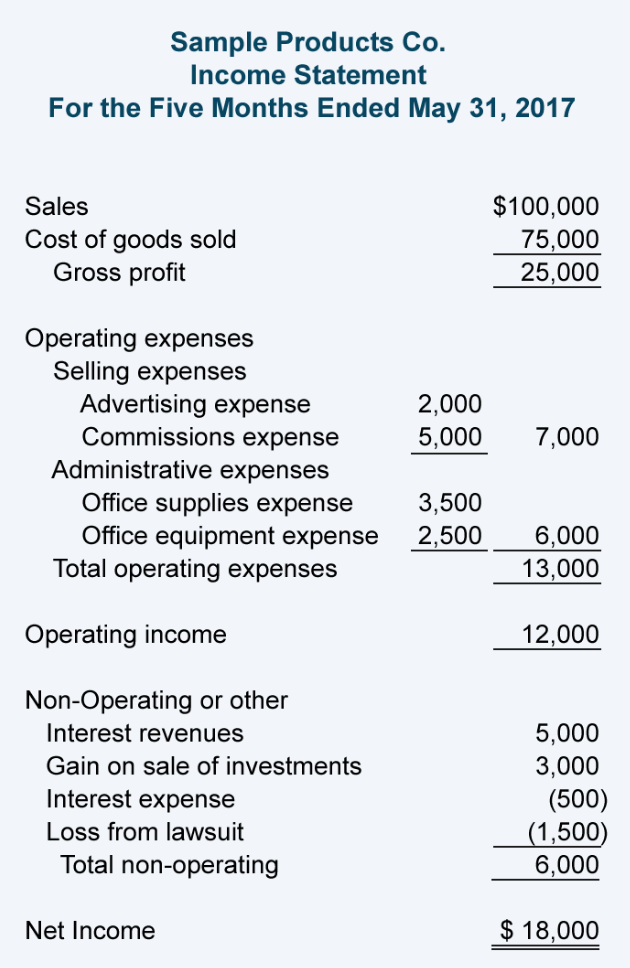 Sample Products Co.
Income Statement
For the Five Months Ended May 31, 2017
Sales $100,000
Cost of goods sold 75,000
Gross profit 25,000
Operating expenses
Selling expenses
Advertising expense 2,000
Commissions expense 5,000 7,000
Administrative expenses
Office supplies expense 3,500
Office equipment expense 2,500 6,000
Total operating expenses 13,000
Operating income 12,000
Non-Operating or other
Interest revenues 5,000
Gain on sale of investments 3,000
Interest expense (500)
Loss from lawsuit (1,500)
Total non-operating 6,000
Net Income $ 18,000